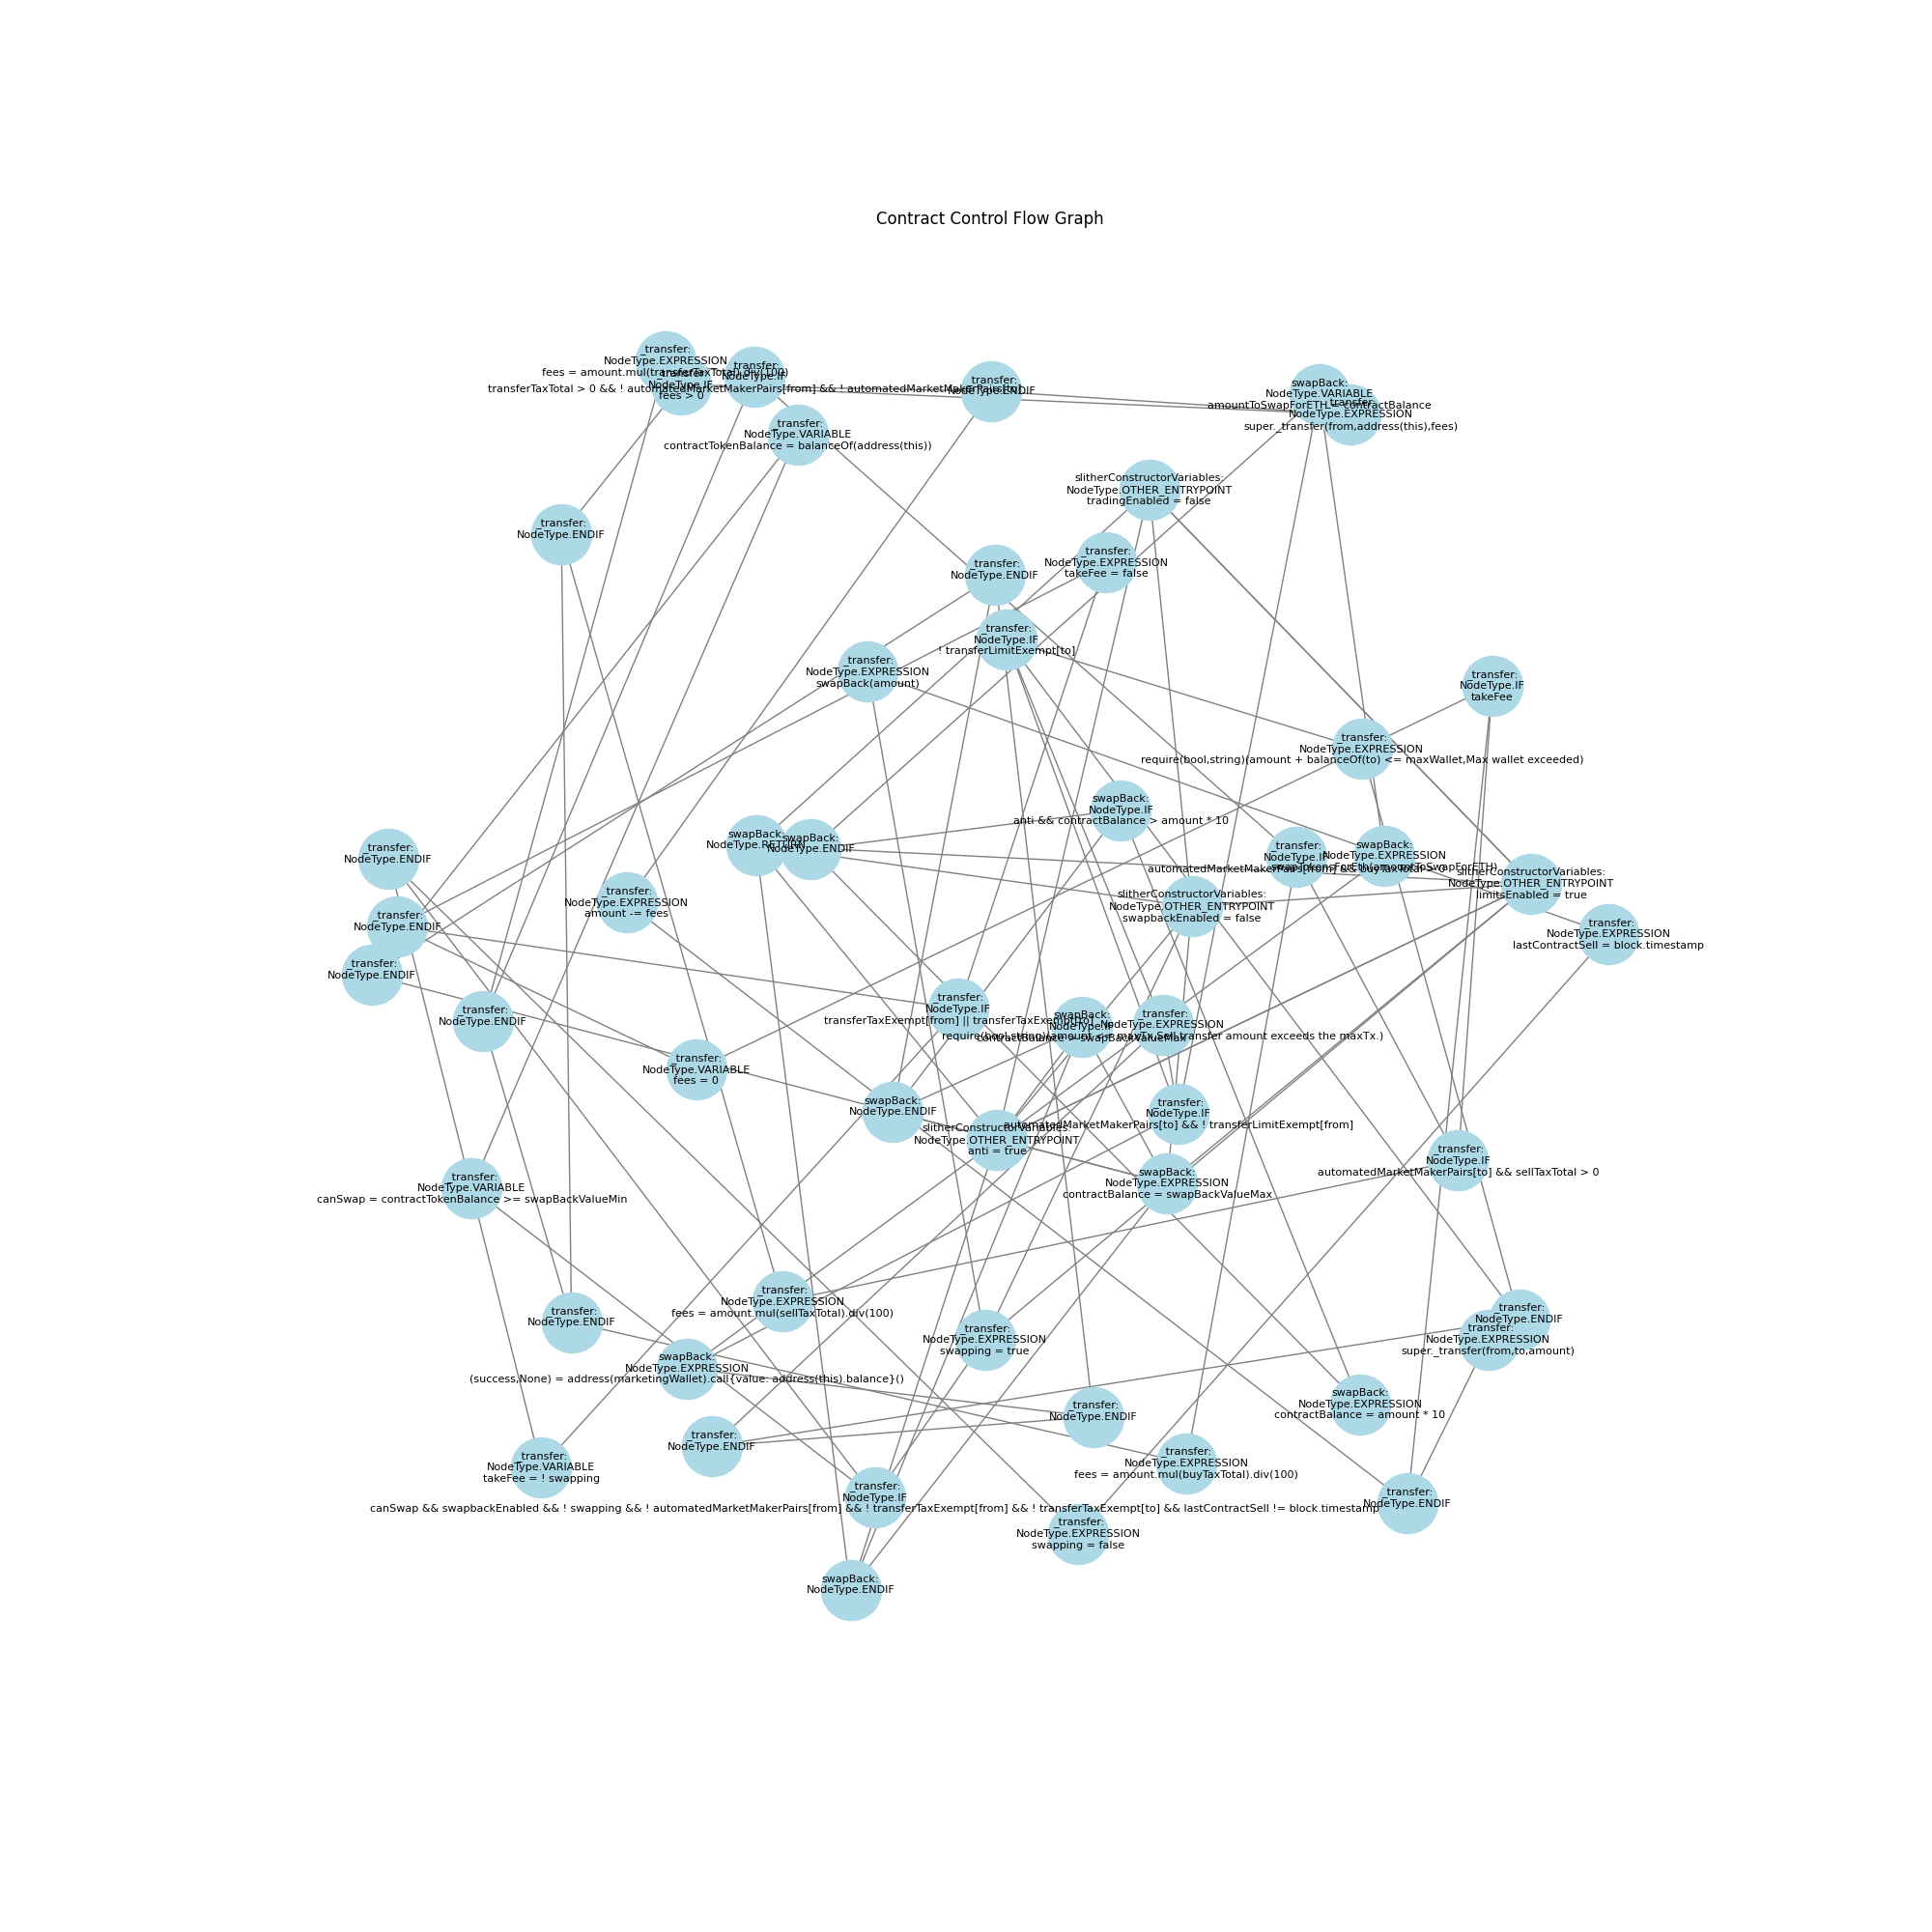 Contract Control Flow Graph
_transfer:
NodeType.EXPRESSION
fees = amount.mul(transferTaxTotal).div(100)
_transfer:
NodeType.IF
fees > 0
_transfer:
NodeType.IF
transferTaxTotal > 0 && ! automatedMarketMakerPairs[from] && ! automatedMarketMakerPairs[to]
_transfer:
NodeType.ENDIF
swapBack:
NodeType.VARIABLE
amountToSwapForETH = contractBalance
_transfer:
NodeType.EXPRESSION
super._transfer(from,address(this),fees)
_transfer:
NodeType.VARIABLE
contractTokenBalance = balanceOf(address(this))
slitherConstructorVariables:
NodeType.OTHER_ENTRYPOINT
tradingEnabled = false
_transfer:
NodeType.ENDIF
_transfer:
NodeType.EXPRESSION
takeFee = false
_transfer:
NodeType.ENDIF
_transfer:
NodeType.IF
! transferLimitExempt[to]
_transfer:
NodeType.EXPRESSION
swapBack(amount)
_transfer:
NodeType.IF
takeFee
_transfer:
NodeType.EXPRESSION
require(bool,string)(amount + balanceOf(to) <= maxWallet,Max wallet exceeded)
swapBack:
NodeType.IF
anti && contractBalance > amount * 10
swapBack:
NodeType.RETURN
swapBack:
NodeType.ENDIF
_transfer:
NodeType.IF
automatedMarketMakerPairs[from] && buyTaxTotal > 0
swapBack:
NodeType.EXPRESSION
swapTokensForEth(amountToSwapForETH)
_transfer:
NodeType.ENDIF
slitherConstructorVariables:
NodeType.OTHER_ENTRYPOINT
limitsEnabled = true
_transfer:
NodeType.EXPRESSION
amount -= fees
slitherConstructorVariables:
NodeType.OTHER_ENTRYPOINT
swapbackEnabled = false
_transfer:
NodeType.ENDIF
_transfer:
NodeType.EXPRESSION
lastContractSell = block.timestamp
_transfer:
NodeType.ENDIF
_transfer:
NodeType.IF
transferTaxExempt[from] || transferTaxExempt[to]
_transfer:
NodeType.ENDIF
swapBack:
NodeType.IF
contractBalance > swapBackValueMax
_transfer:
NodeType.EXPRESSION
require(bool,string)(amount <= maxTx,Sell transfer amount exceeds the maxTx.)
_transfer:
NodeType.VARIABLE
fees = 0
swapBack:
NodeType.ENDIF
_transfer:
NodeType.IF
automatedMarketMakerPairs[to] && ! transferLimitExempt[from]
slitherConstructorVariables:
NodeType.OTHER_ENTRYPOINT
anti = true
_transfer:
NodeType.IF
automatedMarketMakerPairs[to] && sellTaxTotal > 0
swapBack:
NodeType.EXPRESSION
contractBalance = swapBackValueMax
_transfer:
NodeType.VARIABLE
canSwap = contractTokenBalance >= swapBackValueMin
_transfer:
NodeType.EXPRESSION
fees = amount.mul(sellTaxTotal).div(100)
_transfer:
NodeType.ENDIF
_transfer:
NodeType.ENDIF
_transfer:
NodeType.EXPRESSION
super._transfer(from,to,amount)
_transfer:
NodeType.EXPRESSION
swapping = true
swapBack:
NodeType.EXPRESSION
(success,None) = address(marketingWallet).call{value: address(this).balance}()
swapBack:
NodeType.EXPRESSION
contractBalance = amount * 10
_transfer:
NodeType.ENDIF
_transfer:
NodeType.ENDIF
_transfer:
NodeType.EXPRESSION
fees = amount.mul(buyTaxTotal).div(100)
_transfer:
NodeType.VARIABLE
takeFee = ! swapping
_transfer:
NodeType.IF
canSwap && swapbackEnabled && ! swapping && ! automatedMarketMakerPairs[from] && ! transferTaxExempt[from] && ! transferTaxExempt[to] && lastContractSell != block.timestamp
_transfer:
NodeType.ENDIF
_transfer:
NodeType.EXPRESSION
swapping = false
swapBack:
NodeType.ENDIF